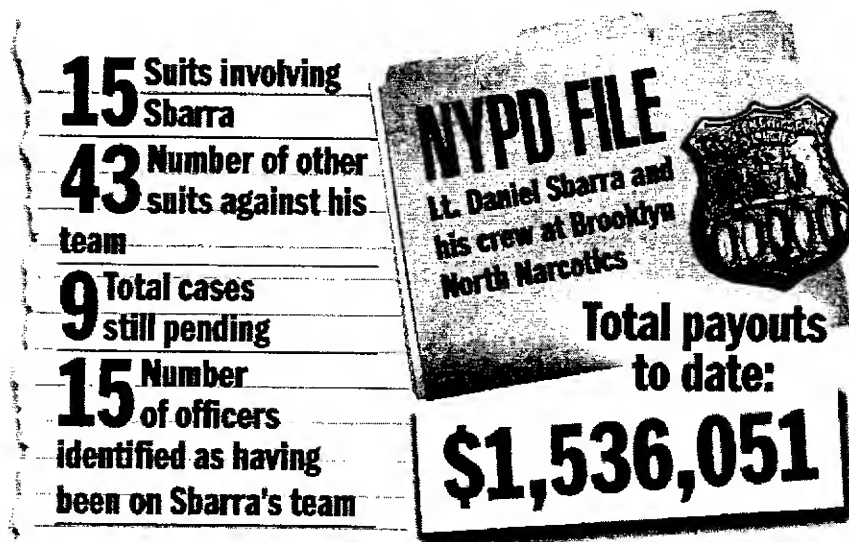 15 Suits involving
Sbarra
43 Number of other
suits against his
team
9 Total cases
still pending
15 Number
of officers
identified as having
been on Sbarra's team
NYPD FILE
Lt. Daniel Sbarra and
his crew at Brooklyn
North Narcotics
Total payouts
to date:
$1,536,051